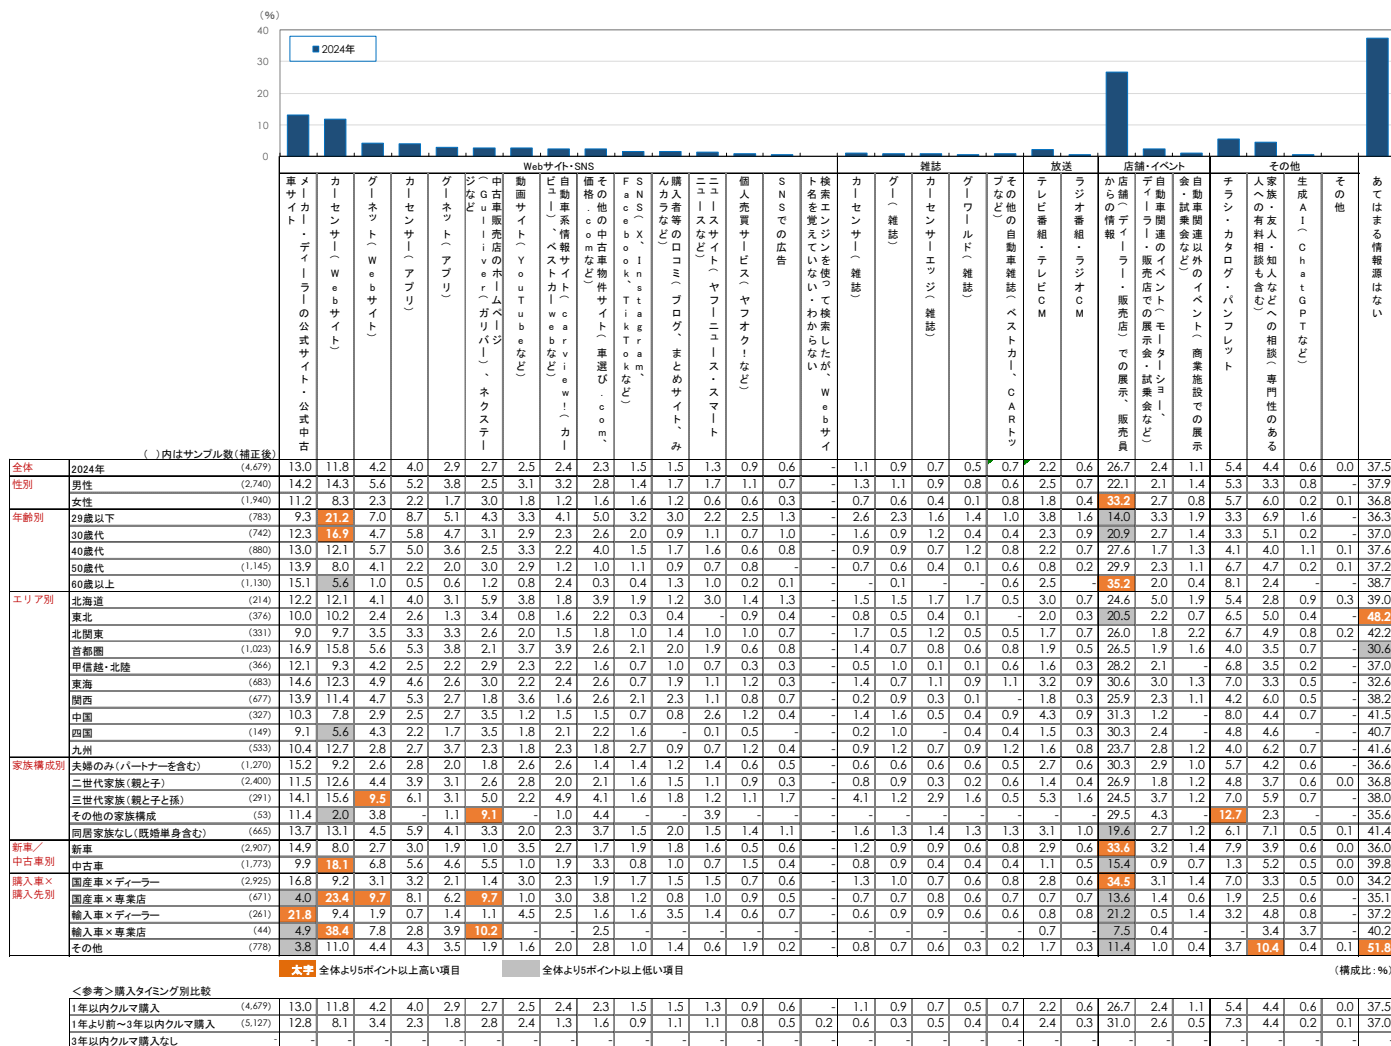 (%)
40
30
20
10
0
2024年
Webサイト・SNS 雑誌 放送 店舗・イベント その他
メーカー・ディーラーの公式サイト・公式中古車サイト
カーセンサー(Webサイト)
グーネット(Webサイト)
カーセンサー(アプリ)
グーネット(アプリ)
中古車販売店のホームページ(Gulliver(ガリバー)、ネクステージなど
動画サイト(YouTubeなど)
自動車系情報サイト(carview!(カービュー)、ベストカーwebなど)
その他の中古車物件サイト(車選び.com、価格.comなど)
SNS(X、Instagram、Facebook、TikTokなど)
購入者等の口コミ(ブログ、まとめサイト、みんカラなど)
ニュースサイト(ヤフーニュース・スマートニュースなど)
個人売買サービス(ヤフオク!など)
SNSでの広告
検索エンジンを使って検索したが、Webサイト名を覚えていない・わからない
カーセンサー(雑誌)
グー(雑誌)
カーセンサーエッジ(雑誌)
グーワールド(雑誌)
その他の自動車雑誌(ベストカー、CARトップなど)
テレビ番組・テレビCM
ラジオ番組・ラジオCM
店舗(ディーラー・販売店)での展示、販売員からの情報
自動車関連のイベント(モーターショー、ディーラー・販売店での展示会・試乗会など)
自動車関連以外のイベント(商業施設での展示会・試乗会など)
チラシ・カタログ・パンフレット
家族・友人・知人などへの相談(専門性のある人への有料相談も含む)
生成AI(ChatGPTなど)
その他
あてはまる情報源はない
( )内はサンプル数(補正後)
全体 2024年 (4,679) 13.0 11.8 4.2 4.0 2.9 2.7 2.5 2.4 2.3 1.5 1.5 1.3 0.9 0.6 - 1.1 0.9 0.7 0.5 0.7 2.2 0.6 26.7 2.4 1.1 5.4 4.4 0.6 0.0 37.5
性別 男性 (2,740) 14.2 14.3 5.6 5.2 3.8 2.5 3.1 3.2 2.8 1.4 1.7 1.7 1.1 0.7 - 1.3 1.1 0.9 0.8 0.6 2.5 0.7 22.1 2.1 1.4 5.3 3.3 0.8 - 37.9
女性 (1,940) 11.2 8.3 2.3 2.2 1.7 3.0 1.8 1.2 1.6 1.6 1.2 0.6 0.6 0.3 - 0.7 0.6 0.4 0.1 0.8 1.8 0.4 33.2 2.7 0.8 5.7 6.0 0.2 0.1 36.8
年齢別 29歳以下 (783) 9.3 21.2 7.0 8.7 5.1 4.3 3.3 4.1 5.0 3.2 3.0 2.2 2.5 1.3 - 2.6 2.3 1.6 1.4 1.0 3.8 1.6 14.0 3.3 1.9 3.3 6.9 1.6 - 36.3
30歳代 (742) 12.3 16.9 4.7 5.8 4.7 3.1 2.9 2.3 2.6 2.0 0.9 1.1 0.7 1.0 - 1.6 0.9 1.2 0.4 0.4 2.3 0.9 20.9 2.7 1.4 3.3 5.1 0.4 - 37.0
40歳代 (880) 13.0 12.1 5.7 5.0 3.6 2.5 3.3 2.2 4.0 1.5 1.7 1.6 0.6 0.8 - 0.9 0.9 0.7 1.2 0.8 2.2 0.7 27.6 1.7 1.3 4.1 4.0 1.1 0.1 37.6
50歳代 (1,145) 13.9 8.0 4.1 2.2 2.0 3.0 2.9 1.2 1.0 1.1 0.9 0.7 0.8 - - 0.7 0.6 0.4 0.1 0.6 0.8 0.2 29.9 2.3 1.1 6.7 4.7 0.2 0.1 37.2
60歳以上 (1,130) 15.1 5.6 1.0 0.5 0.6 1.2 0.8 2.4 0.3 0.4 1.3 1.0 0.2 0.1 - - 0.1 - - 0.6 2.5 - 35.2 2.0 0.4 8.1 2.4 - - 38.7
エリア別 北海道 (214) 12.2 12.1 4.1 4.0 3.1 5.9 3.8 1.8 3.9 1.9 1.2 3.0 1.4 1.3 - 1.5 1.5 1.7 1.7 0.5 3.0 0.7 24.6 5.0 1.9 5.4 2.8 0.9 0.3 39.0
東北 (376) 10.0 10.2 2.4 2.6 1.3 3.4 0.8 1.6 2.2 0.3 0.4 - 0.9 0.4 - 0.8 0.5 0.4 0.1 - 2.0 0.3 20.5 2.2 0.7 6.5 5.0 0.4 - 48.2
北関東 (331) 9.0 9.7 3.5 3.3 3.3 2.6 2.0 1.5 1.8 1.0 1.4 1.0 1.0 0.7 - 1.7 0.5 1.2 0.5 0.5 1.7 0.7 26.0 1.8 2.2 6.7 4.9 0.8 0.2 42.2
首都圏 (1,023) 16.9 15.8 5.6 5.3 3.8 2.1 3.7 3.9 2.6 2.1 2.0 1.9 0.6 0.8 - 1.4 0.7 0.8 0.6 0.8 1.9 0.5 26.5 1.9 1.6 4.0 3.5 0.7 - 30.6
甲信越・北陸 (366) 12.1 9.3 4.2 2.5 2.2 2.9 2.3 2.2 1.6 0.7 1.0 0.7 0.3 0.3 - 0.5 1.0 0.1 0.1 0.6 1.6 0.3 28.2 2.1 - 6.8 3.5 0.2 - 37.0
東海 (683) 14.6 12.3 4.9 4.6 2.6 3.0 2.2 2.4 2.6 0.7 1.9 1.1 1.2 0.3 - 1.4 0.7 1.1 0.9 1.1 3.2 0.9 30.6 3.0 1.3 7.0 3.3 0.5 - 32.6
関西 (677) 13.9 11.4 4.7 5.3 2.7 1.8 3.6 1.6 2.6 2.1 2.3 1.1 0.8 0.7 - 0.2 0.9 0.3 0.1 - 1.8 0.3 25.9 2.3 1.1 4.2 6.0 0.5 - 38.2
中国 (327) 10.3 7.8 2.9 2.5 2.7 3.5 1.2 1.5 1.5 0.7 0.8 2.6 1.2 0.4 - 1.4 1.6 0.5 0.4 0.9 4.3 0.9 31.3 1.2 - 8.0 4.4 0.7 - 41.5
四国 (149) 9.1 5.6 4.3 2.2 1.7 3.5 1.8 2.1 2.2 1.6 - 0.1 0.5 - - 0.2 1.0 - 0.4 0.4 1.5 0.3 30.3 2.4 - 4.8 4.6 - - 40.7
九州 (533) 10.4 12.7 2.8 2.7 3.7 2.3 1.8 2.3 1.8 2.7 0.9 0.7 1.2 0.4 - 0.9 1.2 0.7 0.9 1.2 1.6 0.8 23.7 2.8 1.2 4.0 6.2 0.7 - 41.6
家族構成別 夫婦のみ(パートナーを含む) (1,270) 15.2 9.2 2.6 2.8 2.0 1.8 2.6 2.6 1.4 1.4 1.2 1.4 0.6 0.5 - 0.6 0.6 0.6 0.6 0.5 2.7 0.6 30.3 2.9 1.0 5.7 4.2 0.6 - 36.6
二世代家族(親と子) (2,400) 11.5 12.6 4.4 3.9 3.1 2.6 2.8 2.0 2.1 1.6 1.5 1.1 0.9 0.3 - 0.8 0.9 0.3 0.2 0.6 1.4 0.4 26.9 1.8 1.2 4.8 3.7 0.6 0.0 36.8
三世代家族(親と子と孫) (291) 14.1 15.6 9.5 6.1 3.1 5.0 2.2 4.9 4.1 1.6 1.8 1.2 1.1 1.7 - 4.1 1.2 2.9 1.6 0.5 5.3 1.6 24.5 3.7 1.2 7.0 5.9 0.7 - 38.0
その他の家族構成 (53) 11.4 2.0 3.8 - 1.1 9.1 - 1.0 4.4 - - 3.9 - - - - - - - - - - 29.5 4.3 - 12.7 2.3 - - 35.6
同居家族なし(既婚単身含む) (665) 13.7 13.1 4.5 5.9 4.1 3.3 2.0 2.3 3.7 1.5 2.0 1.5 1.4 1.1 - 1.6 1.3 1.4 1.3 1.3 3.1 1.0 19.6 2.7 1.2 6.1 7.1 0.5 0.1 41.4
新車/中古車別 新車 (2,907) 14.9 8.0 2.7 3.0 1.9 1.0 3.5 2.7 1.7 1.9 1.8 1.6 0.5 0.6 - 1.2 0.9 0.9 0.6 0.8 2.9 0.6 33.6 3.2 1.4 7.9 3.9 0.6 0.0 36.0
中古車 (1,773) 9.9 18.1 6.8 5.6 4.6 5.5 1.0 1.9 3.3 0.8 1.0 0.7 1.5 0.4 - 0.8 0.9 0.4 0.4 0.4 1.1 0.5 15.4 0.9 0.7 1.3 5.2 0.5 0.0 39.8
購入車×購入先別 国産車×ディーラー (2,925) 16.8 9.2 3.1 3.2 2.1 1.4 3.0 2.3 1.9 1.7 1.5 1.5 0.7 0.6 - 1.3 1.0 0.7 0.6 0.8 2.8 0.6 34.5 3.1 1.4 7.0 3.3 0.5 0.0 34.2
国産車×専業店 (671) 4.0 23.4 9.7 8.1 6.2 9.7 1.0 3.0 3.8 1.2 0.8 1.0 0.9 0.5 - 0.7 0.7 0.8 0.6 0.7 0.7 0.7 13.6 1.4 0.6 1.9 2.5 0.6 - 35.1
輸入車×ディーラー (261) 21.8 9.4 1.9 0.7 1.4 1.1 4.5 2.5 1.6 1.6 3.5 1.4 0.6 0.7 - 0.6 0.9 0.9 0.6 0.6 0.8 0.8 21.2 0.5 1.4 3.2 4.8 0.8 - 37.2
輸入車×専業店 (44) 4.9 38.4 7.8 2.8 3.9 10.2 - - 2.5 - - - - - - - - - - - 0.7 - 7.5 0.4 - - 3.4 3.7 - 40.2
その他 (778) 3.8 11.0 4.4 4.3 3.5 1.9 1.6 2.0 2.8 1.0 1.4 0.6 1.9 0.2 - 0.8 0.7 0.6 0.3 0.2 1.7 0.3 11.4 1.0 0.4 3.7 10.4 0.4 0.1 51.8
太字 全体より5ポイント以上高い項目 全体より5ポイント以上低い項目 (構成比:%)
<参考>購入タイミング別比較
1年以内クルマ購入 (4,679) 13.0 11.8 4.2 4.0 2.9 2.7 2.5 2.4 2.3 1.5 1.5 1.3 0.9 0.6 - 1.1 0.9 0.7 0.5 0.7 2.2 0.6 26.7 2.4 1.1 5.4 4.4 0.6 0.0 37.5
1年より前~3年以内クルマ購入 (5,127) 12.8 8.1 3.4 2.3 1.8 2.8 2.4 1.3 1.6 0.9 1.1 1.1 0.8 0.5 0.2 0.6 0.3 0.5 0.4 0.4 2.4 0.3 31.0 2.6 0.5 7.3 4.4 0.2 0.1 37.0
3年以内クルマ購入なし - - - - - - - - - - - - - - - - - - - - - - - - - - - - - - -